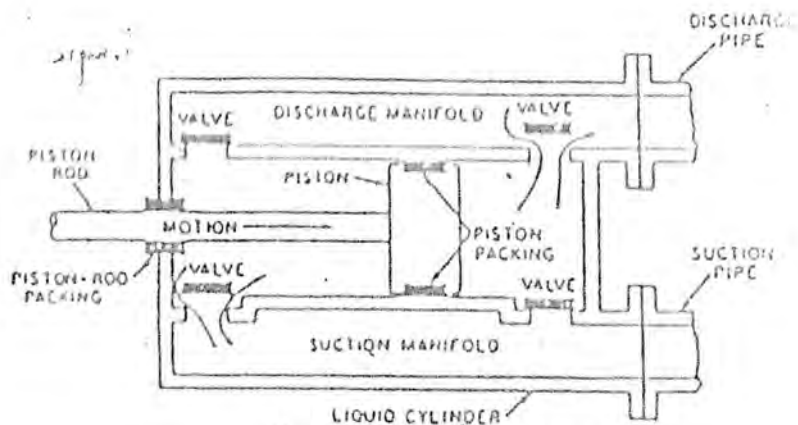 DISCHARGE
PIPE
VALVE
DISCHARGE MANIFOLD
VALVE
PISTON
ROD
PISTON
MOTION
PISTON
PACKING
SUCTION
PIPE
PISTON-ROD
PACKING
VALVE
VALVE
SUCTION MANIFOLD
LIQUID CYLINDER